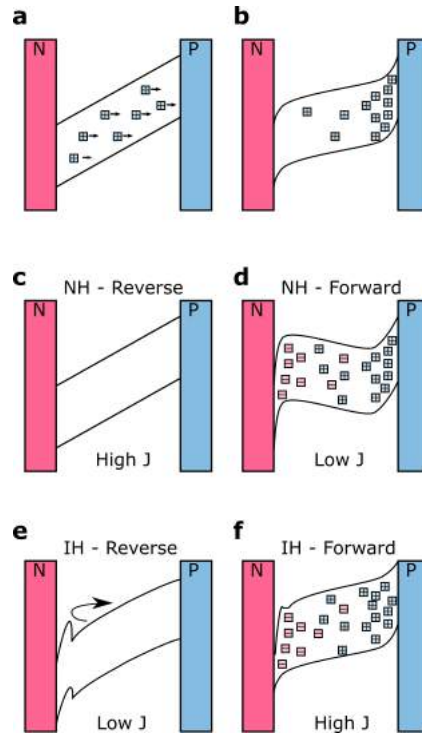 a b
N P N P
c NH - Reverse d NH - Forward
N P N P
High J Low J
e IH - Reverse f IH - Forward
N P N P
Low J High J